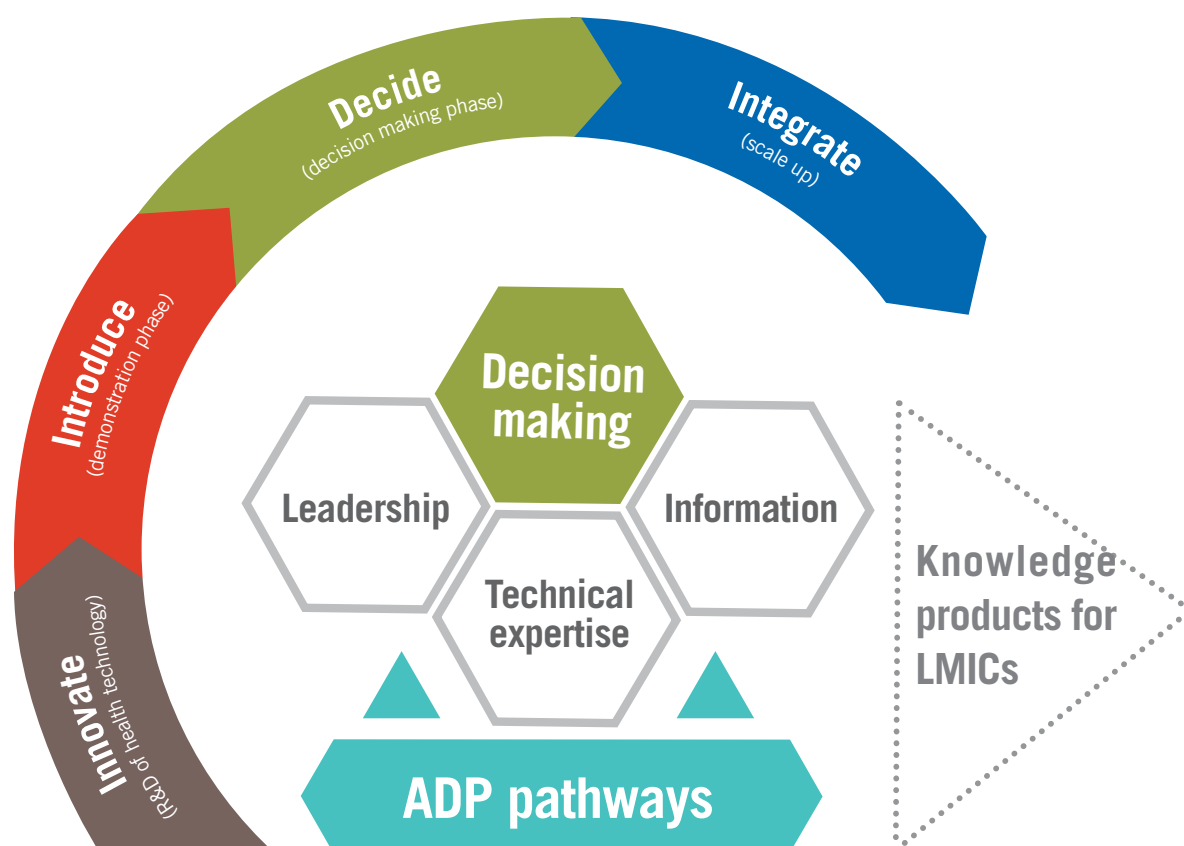 Innovate
(R&D of health technology)
Introduce
(demonstration phase)
Decide
(decision making phase)
Integrate
(scale up)
Decision
making
Leadership
Information
Technical
expertise
ADP pathways
Knowledge
products for
LMICs